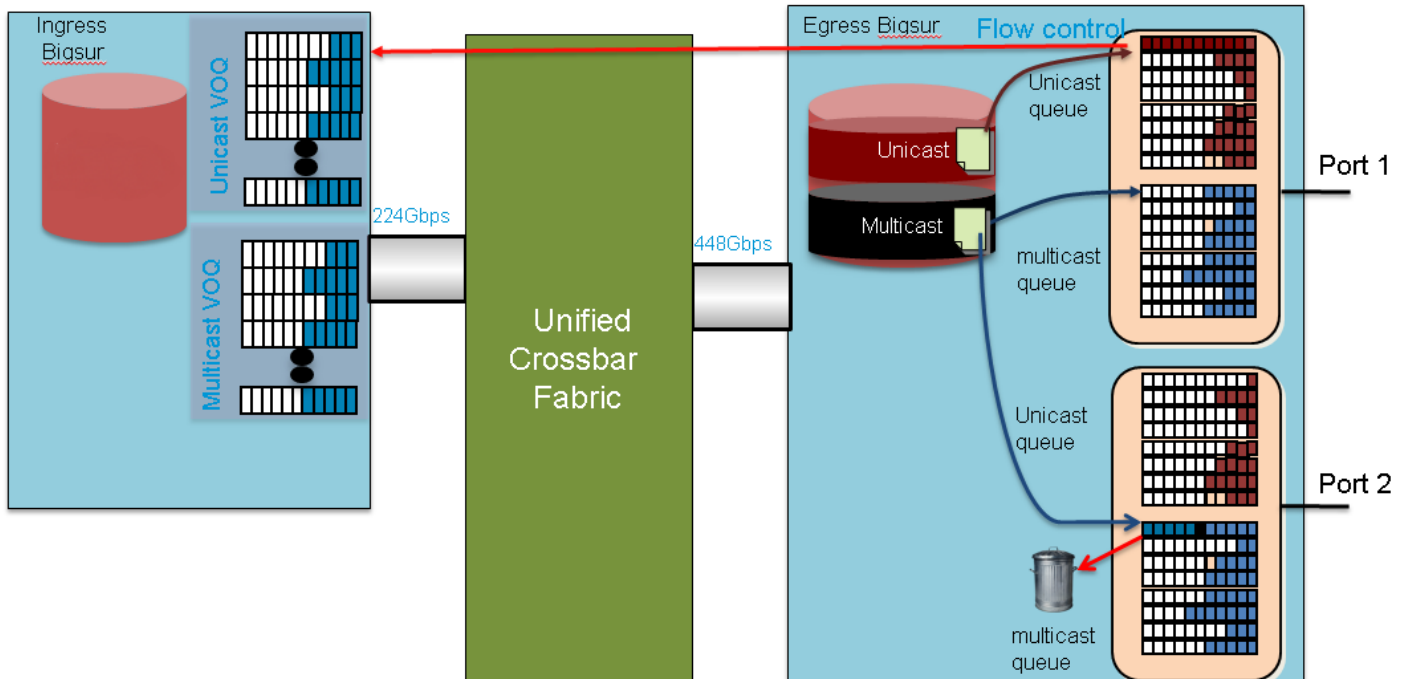 Ingress
Bigsur
Unicast VOQ
Multicast VOQ
224Gbps
Unified
Crossbar
Fabric
448Gbps
Egress Bigsur
Flow control
Unicast
queue
Unicast
Multicast
multicast
queue
Port 1
Unicast
queue
Port 2
multicast
queue